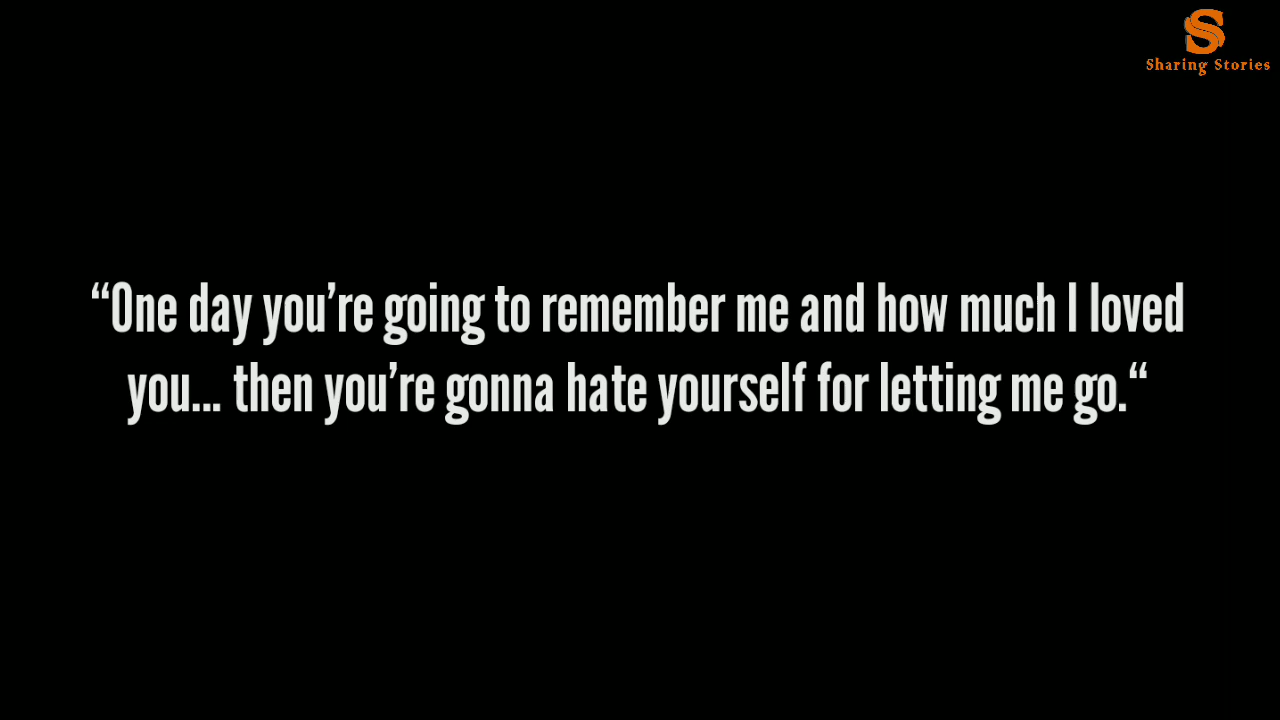 Sharing Stories
“One day you’re going to remember me and how much I loved
you... then you’re gonna hate yourself for letting me go.“